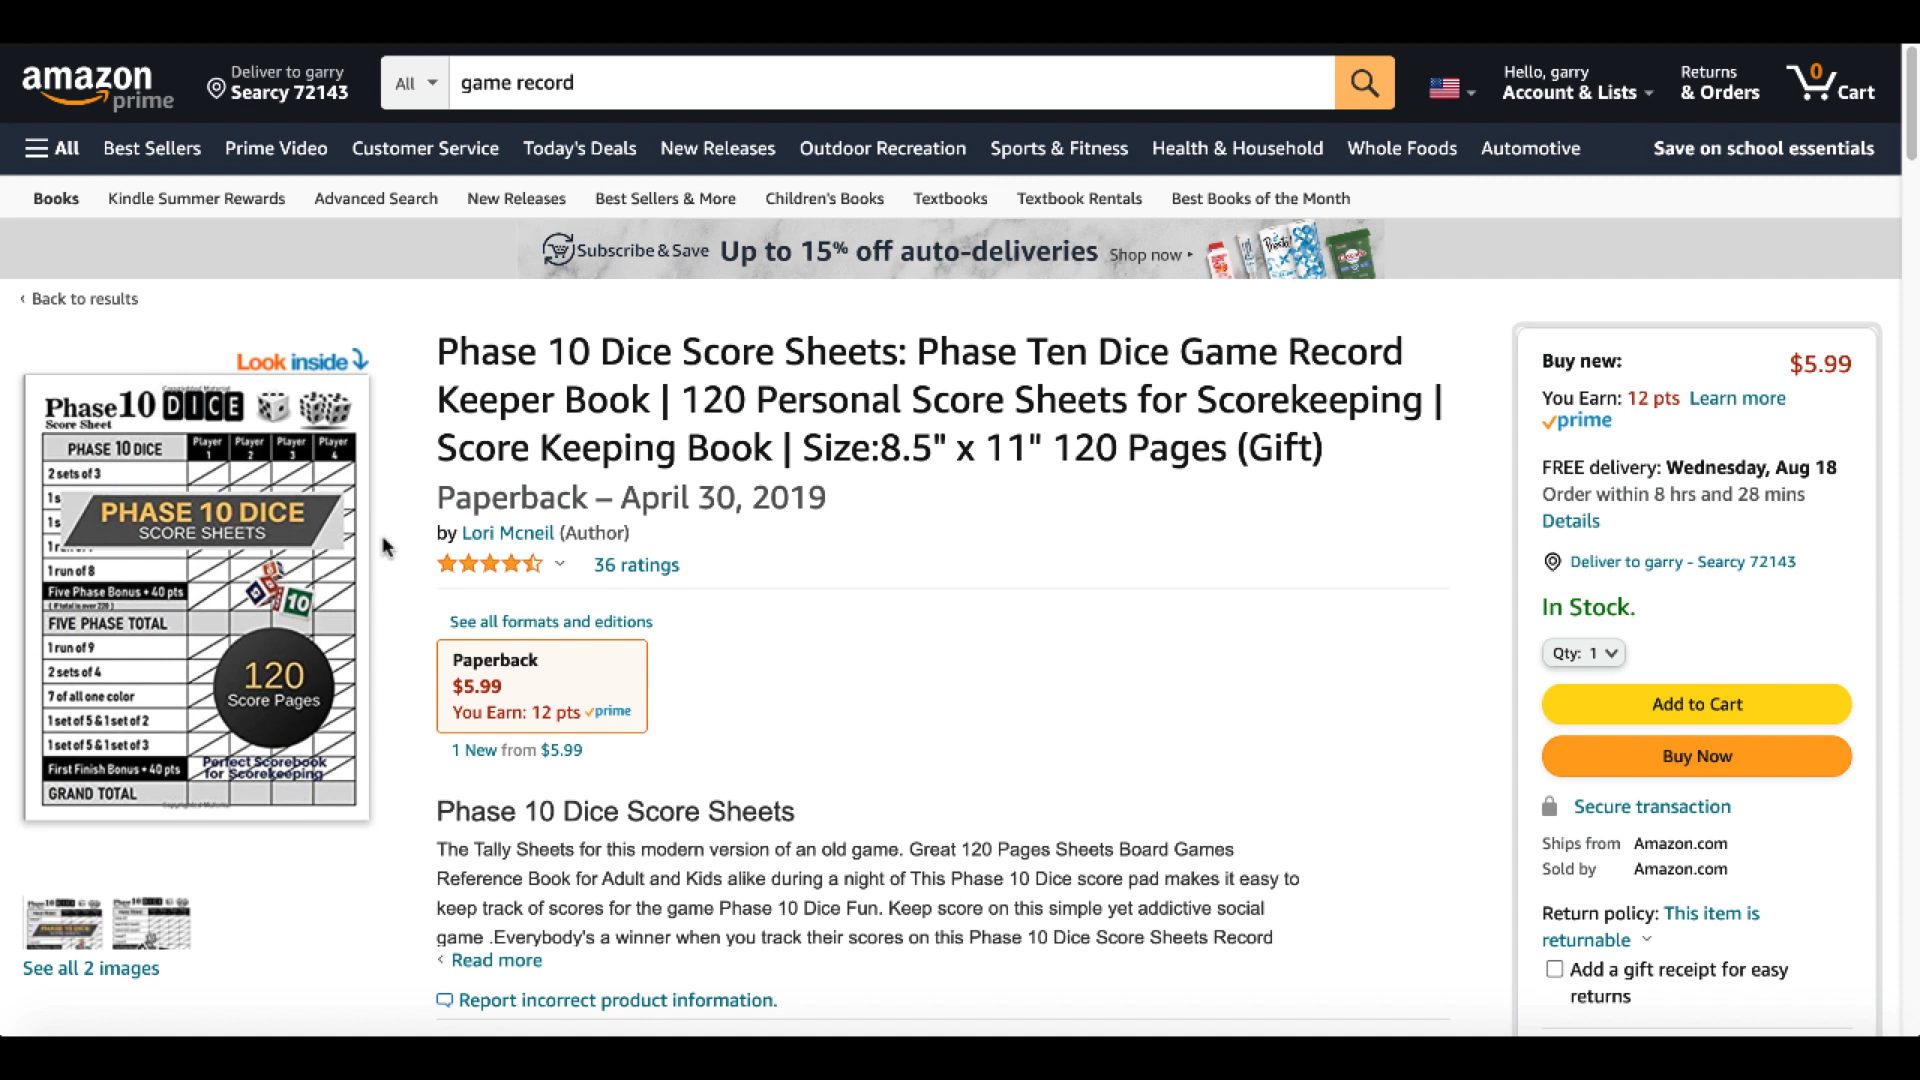 amazon
prime
Deliver to garry
Searcy 72143
All
game record
Hello, garry
Account & Lists
Returns
& Orders
0
Cart
All
Best Sellers
Prime Video
Customer Service
Today's Deals
New Releases
Outdoor Recreation
Sports & Fitness
Health & Household
Whole Foods
Automotive
Save on school essentials
Books
Kindle Summer Rewards
Advanced Search
New Releases
Best Sellers & More
Children's Books
Textbooks
Textbook Rentals
Best Books of the Month
Subscribe & Save Up to 15% off auto-deliveries Shop now ▸
‹ Back to results
Look inside
Phase 10 DICE
Score Sheet
PHASE 10 DICE
Player 1
Player 2
Player 3
Player 4
2 sets of 3
PHASE 10 DICE
SCORE SHEETS
1 run of 8
Five Phase Bonus + 40 pts
FIVE PHASE TOTAL
10
1 run of 9
2 sets of 4
7 of all one color
1 set of 5 & 1 set of 2
1 set of 5 & 1 set of 3
120
Score Pages
First Finish Bonus + 40 pts
Perfect Scorebook
for Scorekeeping
GRAND TOTAL
See all 2 images
Phase 10 Dice Score Sheets: Phase Ten Dice Game Record
Keeper Book | 120 Personal Score Sheets for Scorekeeping |
Score Keeping Book | Size:8.5" x 11" 120 Pages (Gift)
Paperback – April 30, 2019
by Lori Mcneil (Author)
36 ratings
See all formats and editions
Paperback
$5.99
You Earn: 12 pts prime
1 New from $5.99
Phase 10 Dice Score Sheets
The Tally Sheets for this modern version of an old game. Great 120 Pages Sheets Board Games
Reference Book for Adult and Kids alike during a night of This Phase 10 Dice score pad makes it easy to
keep track of scores for the game Phase 10 Dice Fun. Keep score on this simple yet addictive social
game .Everybody's a winner when you track their scores on this Phase 10 Dice Score Sheets Record
‹ Read more
Report incorrect product information.
Buy new: $5.99
You Earn: 12 pts Learn more
prime
FREE delivery: Wednesday, Aug 18
Order within 8 hrs and 28 mins
Details
Deliver to garry - Searcy 72143
In Stock.
Qty: 1
Add to Cart
Buy Now
Secure transaction
Ships from Amazon.com
Sold by Amazon.com
Return policy: This item is
returnable
Add a gift receipt for easy
returns